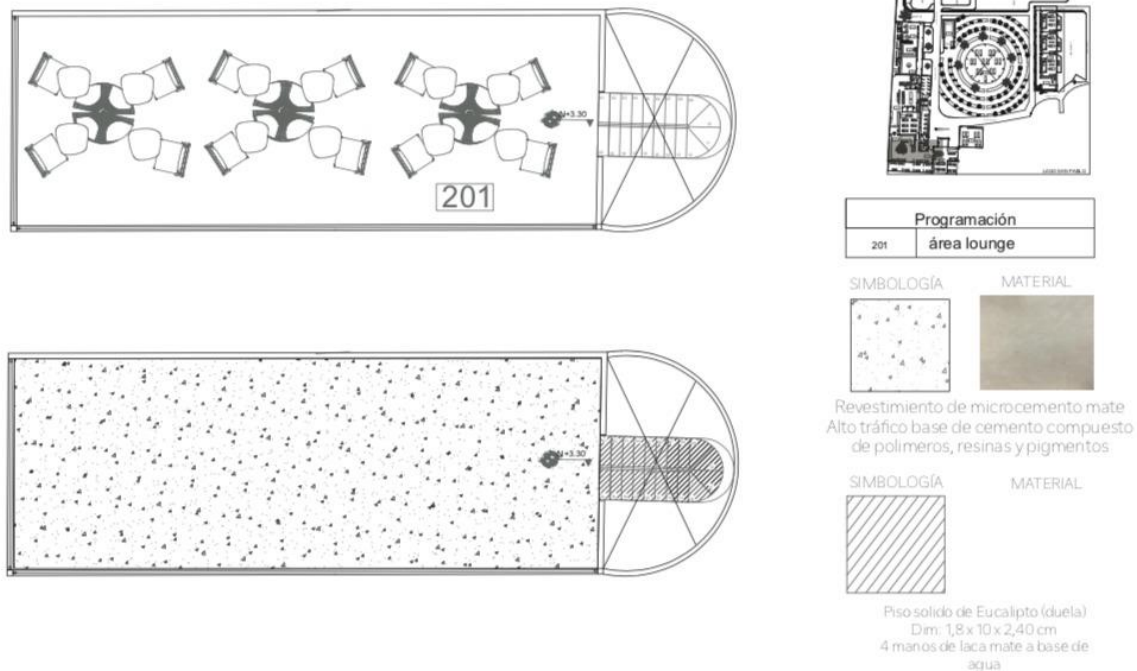 N+3.30
201
Programación
201 área lounge
SIMBOLOGÍA MATERIAL
Revestimiento de microcemento mate
Alto tráfico base de cemento compuesto
de polimeros, resinas y pigmentos
N+3.30
SIMBOLOGÍA MATERIAL
Piso solido de Eucalipto (duela)
Dim: 1,8 x 10 x 2,40 cm
4 manos de laca mate a base de
agua